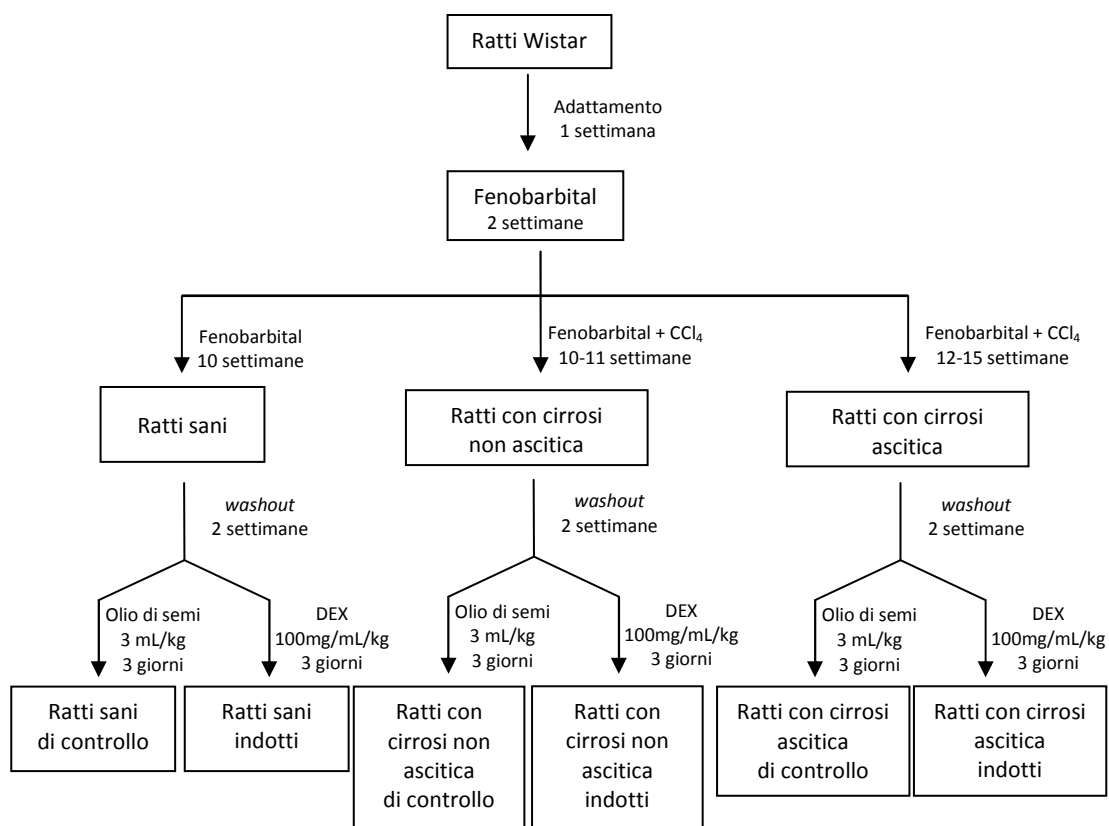 Ratti Wistar
Adattamento
1 settimana
Fenobarbital
2 settimane
Fenobarbital
10 settimane
Fenobarbital + CCl₄
10-11 settimane
Fenobarbital + CCl₄
12-15 settimane
Ratti sani
Ratti con cirrosi
non ascitica
Ratti con cirrosi
ascitica
washout
2 settimane
washout
2 settimane
washout
2 settimane
Olio di semi
3 mL/kg
3 giorni
DEX
100mg/mL/kg
3 giorni
Olio di semi
3 mL/kg
3 giorni
DEX
100mg/mL/kg
3 giorni
Olio di semi
3 mL/kg
3 giorni
DEX
100mg/mL/kg
3 giorni
Ratti sani
di controllo
Ratti sani
indotti
Ratti con
cirrosi non
ascitica
di controllo
Ratti con
cirrosi non
ascitica
indotti
Ratti con cirrosi
ascitica
di controllo
Ratti con cirrosi
ascitica
indotti